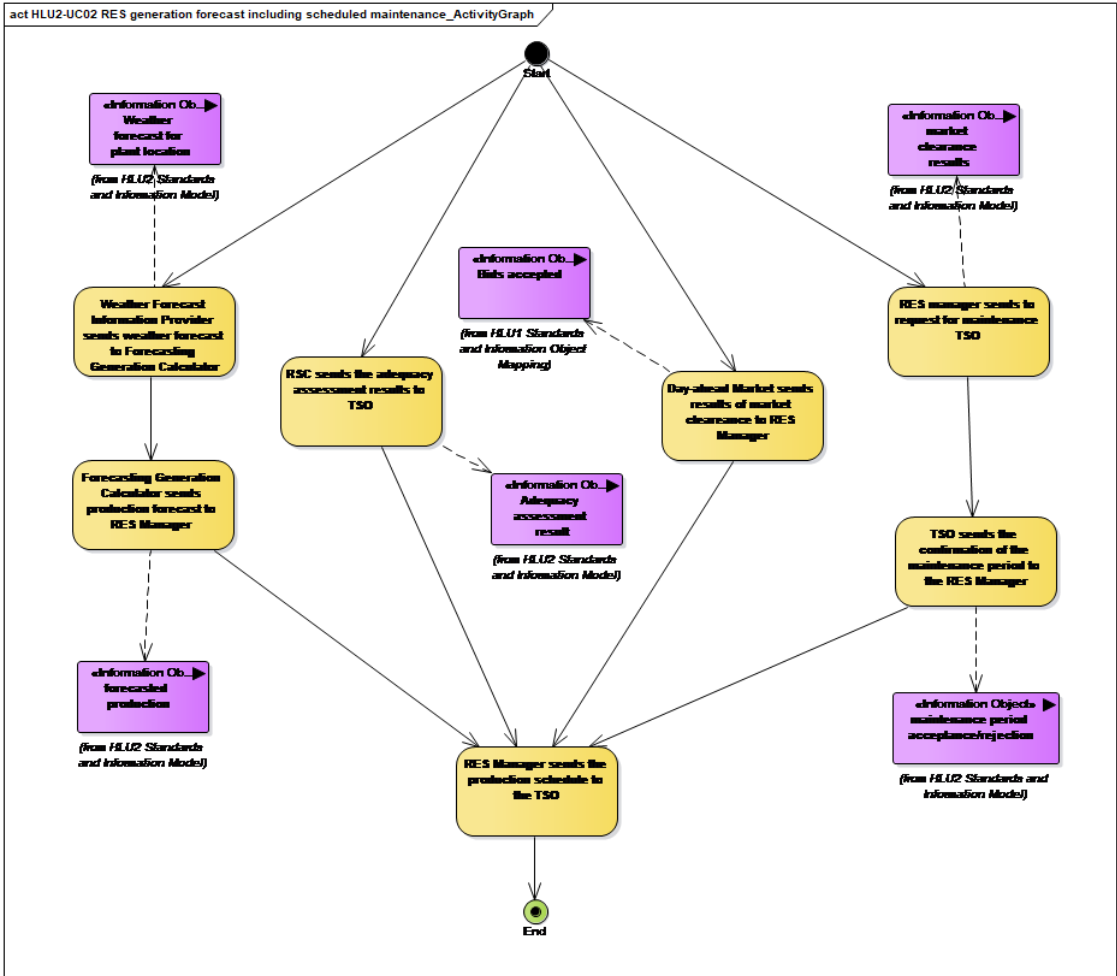 act HLU2-UC02 RES generation forecast including scheduled maintenance_ActivityGraph
Start
«Information Ob...
Weather
forecast for
plant location
(from HLU2 Standards
and Information Model)
«Information Ob...
market
clearance
results
(from HLU2 Standards
and Information Model)
«Information Ob...
Bids accepted
(from HLU1 Standards
and Information Object
Mapping)
Weather Forecast
Information Provider
sends weather forecast
to Forecasting
Generation Calculator
RSC sends the adequacy
assessment results to
TSO
Day-ahead Market sends
results of market
cleareance to RES
Manager
RES manager sends to
request for maintenance
TSO
Forecasting Generation
Calculator sends
production forecast to
RES Manager
«Information Ob...
Adequacy
assessment
result
(from HLU2 Standards
and Information Model)
TSO sends the
confirmation of the
maintenance period to
the RES Manager
«Information Ob...
forecasted
production
(from HLU2 Standards
and Information Model)
«Information Object»
maintenance period
acceptance/rejection
(from HLU2 Standards and
Information Model)
RES Manager sends the
production schedule to
the TSO
End